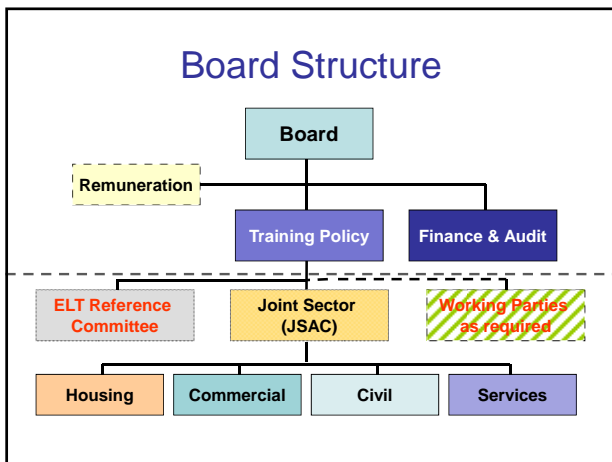 Board Structure
Board
Remuneration
Training Policy
Finance & Audit
ELT Reference
Committee
Joint Sector
(JSAC)
Working Parties
as required
Housing
Commercial
Civil
Services